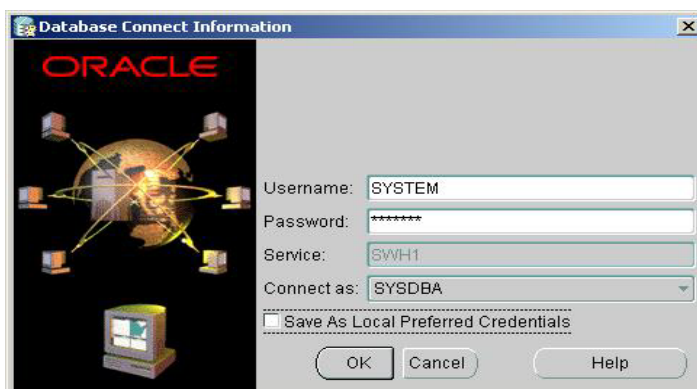 Database Connect Information
ORACLE
Username: SYSTEM
Password: *******
Service: SWH1
Connect as: SYSDBA
Save As Local Preferred Credentials
OK Cancel Help